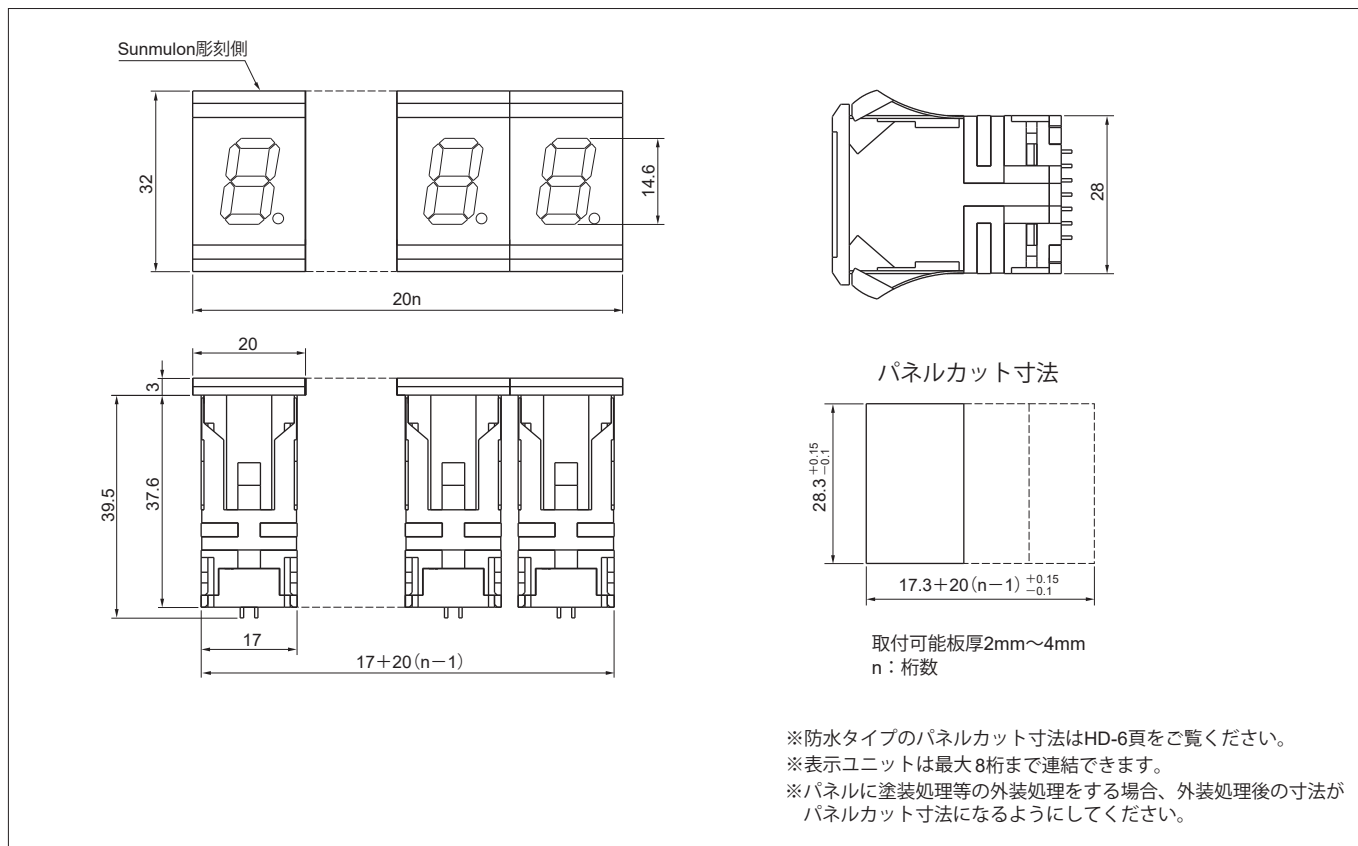 Sunmulon彫刻側
32
14.6
20n
28
20
3
39.5
37.6
17
17+20(n−1)
パネルカット寸法
28.3 +0.15 −0.1
17.3+20(n−1) +0.15 −0.1
取付可能板厚2mm〜4mm
n：桁数
※防水タイプのパネルカット寸法はHD-6頁をご覧ください。
※表示ユニットは最大8桁まで連結できます。
※パネルに塗装処理等の外装処理をする場合、外装処理後の寸法が
パネルカット寸法になるようにしてください。